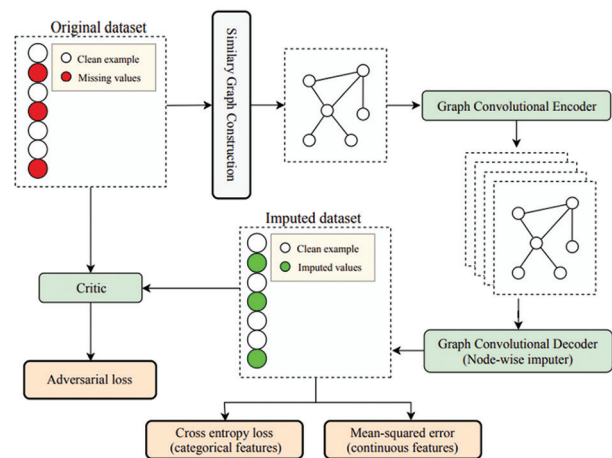 Original dataset
Clean example
Missing values
Similary Graph Construction
Graph Convolutional Encoder
Imputed dataset
Clean example
Imputed values
Critic
Graph Convolutional Decoder
(Node-wise imputer)
Adversarial loss
Cross entropy loss
(categorical features)
Mean-squared error
(continuous features)